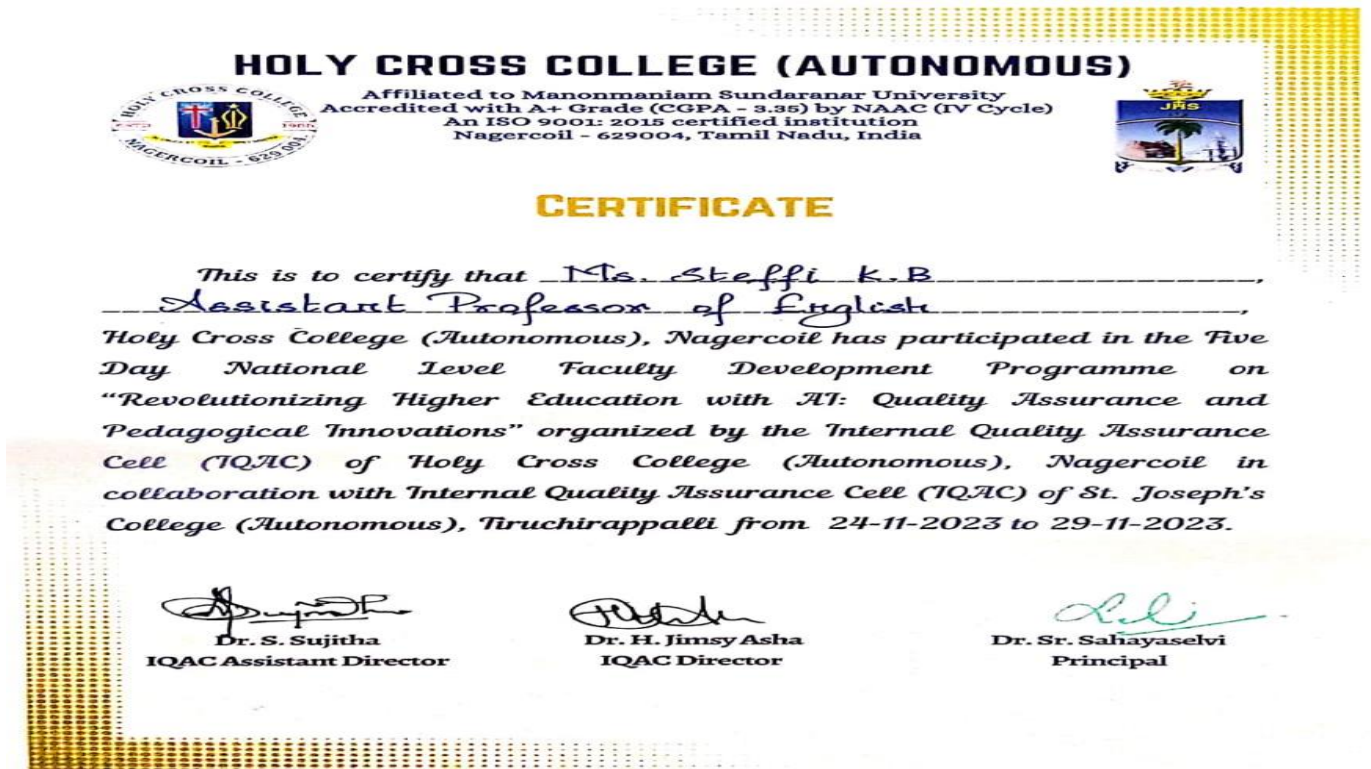 HOLY CROSS COLLEGE (AUTONOMOUS)
Affiliated to Manonmaniam Sundaranar University
Accredited with A+ Grade (CGPA - 3.35) by NAAC (IV Cycle)
An ISO 9001: 2015 certified institution
Nagercoil - 629004, Tamil Nadu, India
HOLY CROSS COLLEGE
NAGERCOIL - 629 004
CERTIFICATE
This is to certify that Ms. Steffi K.B,
Assistant Professor of English,
Holy Cross College (Autonomous), Nagercoil has participated in the Five
Day National Level Faculty Development Programme on
“Revolutionizing Higher Education with AI: Quality Assurance and
Pedagogical Innovations” organized by the Internal Quality Assurance
Cell (IQAC) of Holy Cross College (Autonomous), Nagercoil in
collaboration with Internal Quality Assurance Cell (IQAC) of St. Joseph's
College (Autonomous), Tiruchirappalli from 24-11-2023 to 29-11-2023.
Dr. S. Sujitha
IQAC Assistant Director
Dr. H. Jimsy Asha
IQAC Director
Dr. Sr. Sahayaselvi
Principal